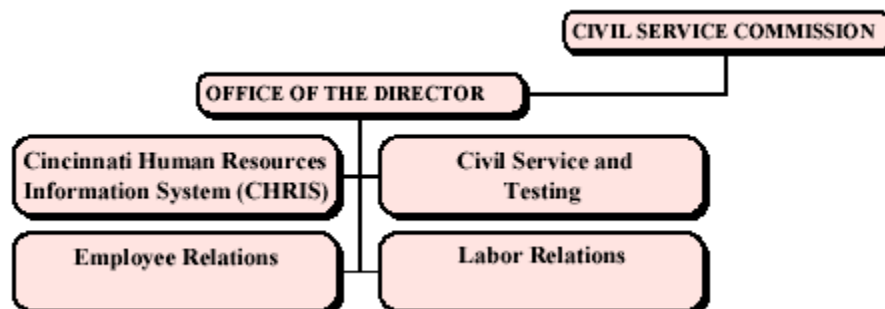 CIVIL SERVICE COMMISSION
OFFICE OF THE DIRECTOR
Cincinnati Human Resources
Information System (CHRIS)
Civil Service and
Testing
Employee Relations
Labor Relations